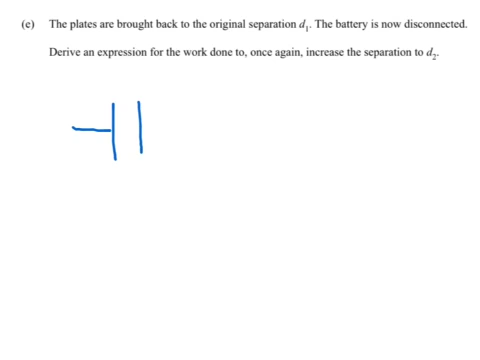 (e) The plates are brought back to the original separation d₁. The battery is now disconnected.
Derive an expression for the work done to, once again, increase the separation to d₂.